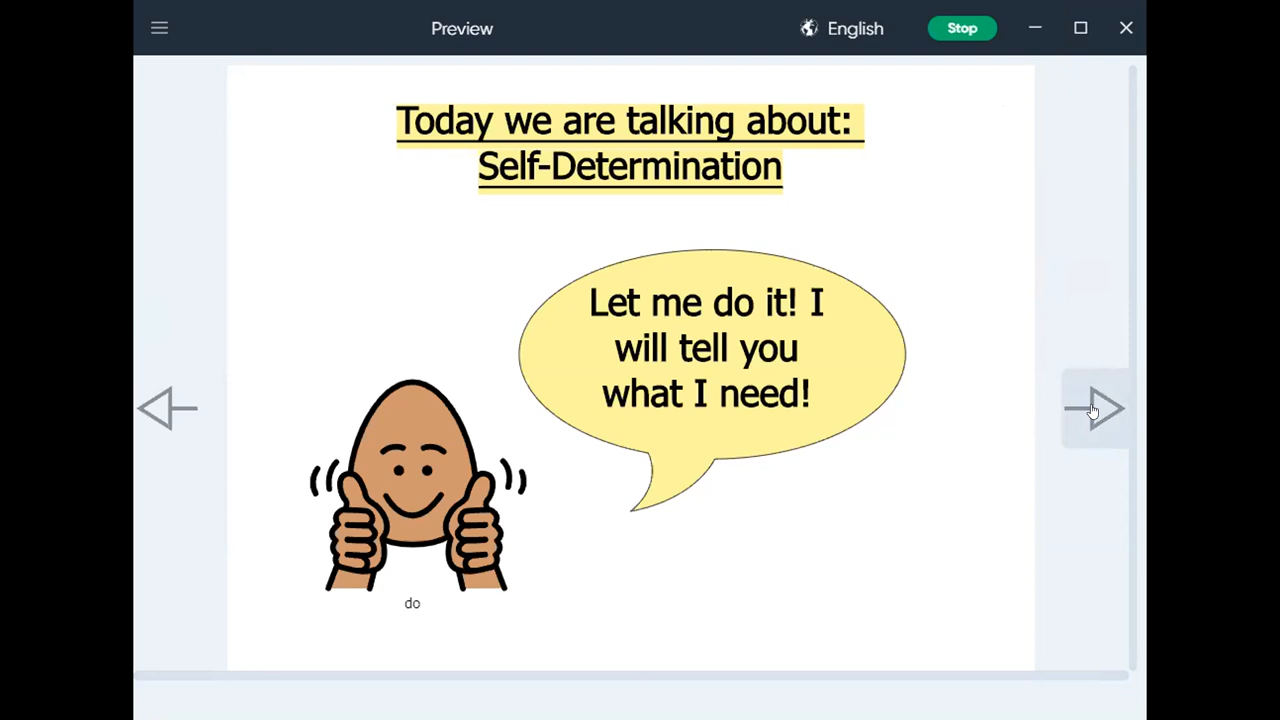 Preview
English
Stop
Today we are talking about:
Self-Determination
Let me do it! I
will tell you
what I need!
do